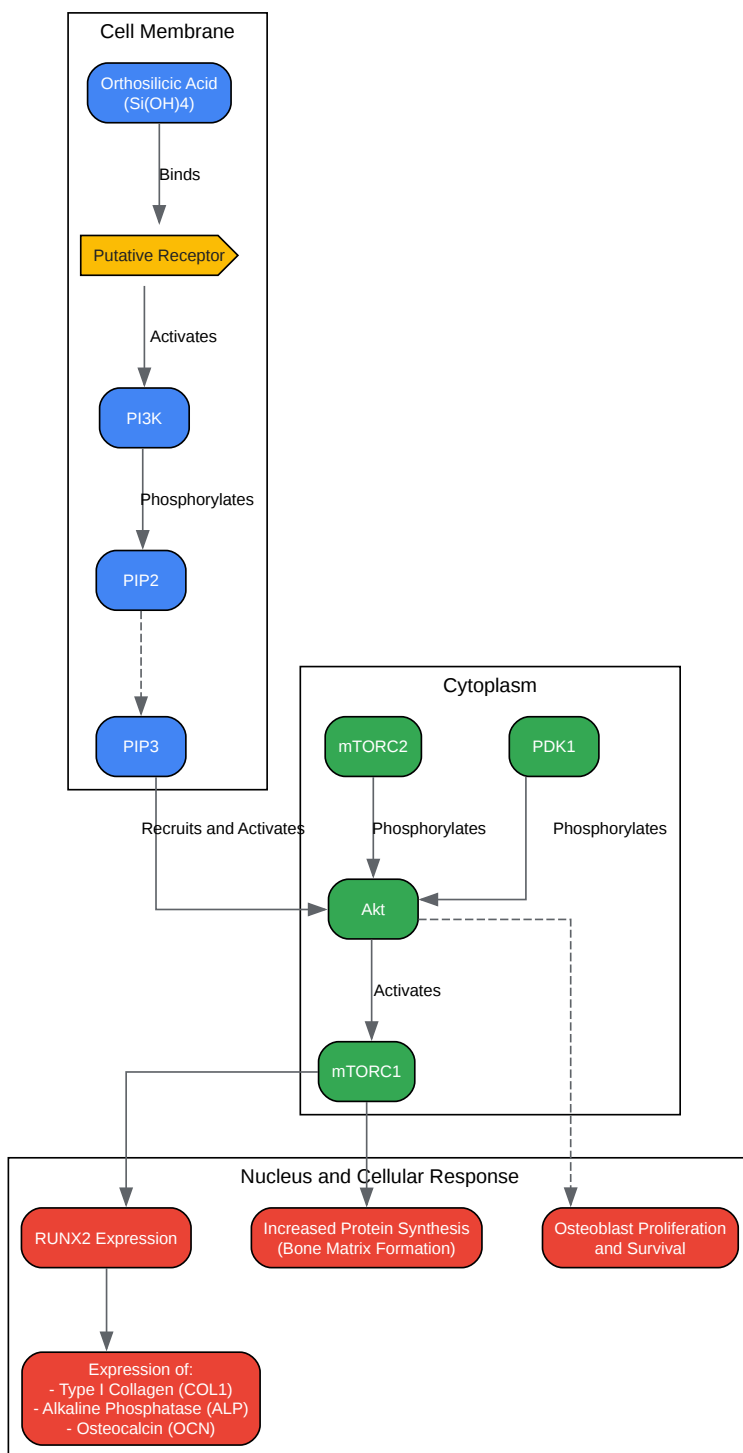 Cell Membrane
Orthosilicic Acid
(Si(OH)4)
Binds
Putative Receptor
Activates
PI3K
Phosphorylates
PIP2
PIP3
Cytoplasm
mTORC2
PDK1
Recruits and Activates
Phosphorylates
Phosphorylates
Akt
Activates
mTORC1
Nucleus and Cellular Response
RUNX2 Expression
Increased Protein Synthesis
(Bone Matrix Formation)
Osteoblast Proliferation
and Survival
Expression of:
- Type I Collagen (COL1)
- Alkaline Phosphatase (ALP)
- Osteocalcin (OCN)